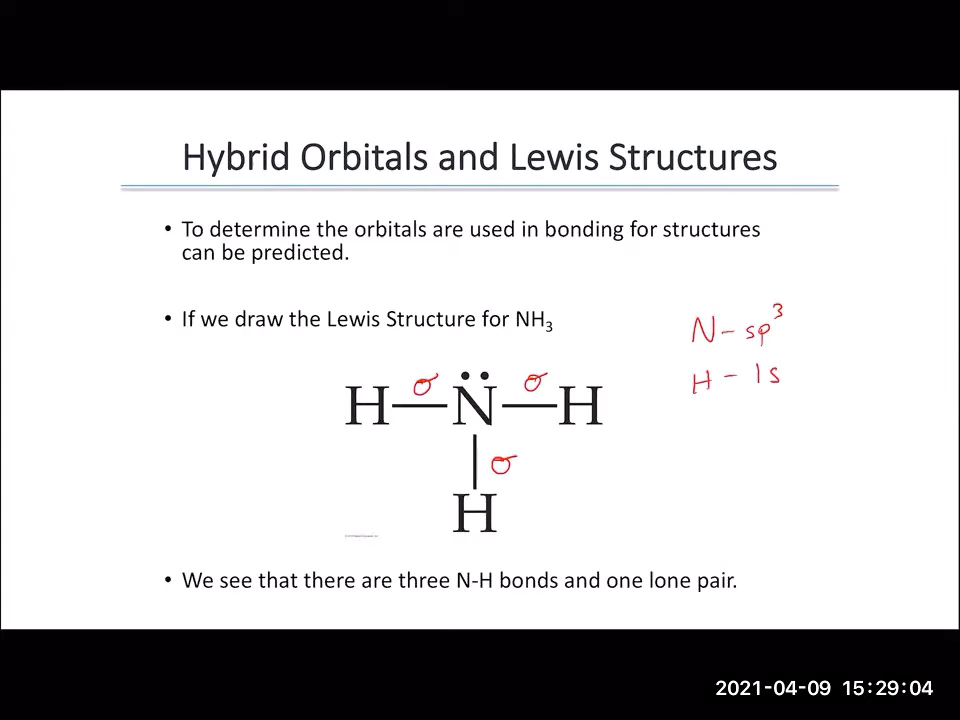 Hybrid Orbitals and Lewis Structures
• To determine the orbitals are used in bonding for structures
can be predicted.
• If we draw the Lewis Structure for NH₃
N – sp³
H – 1s
σ σ
H N H
σ
H
• We see that there are three N-H bonds and one lone pair.
2021-04-09 15:29:04